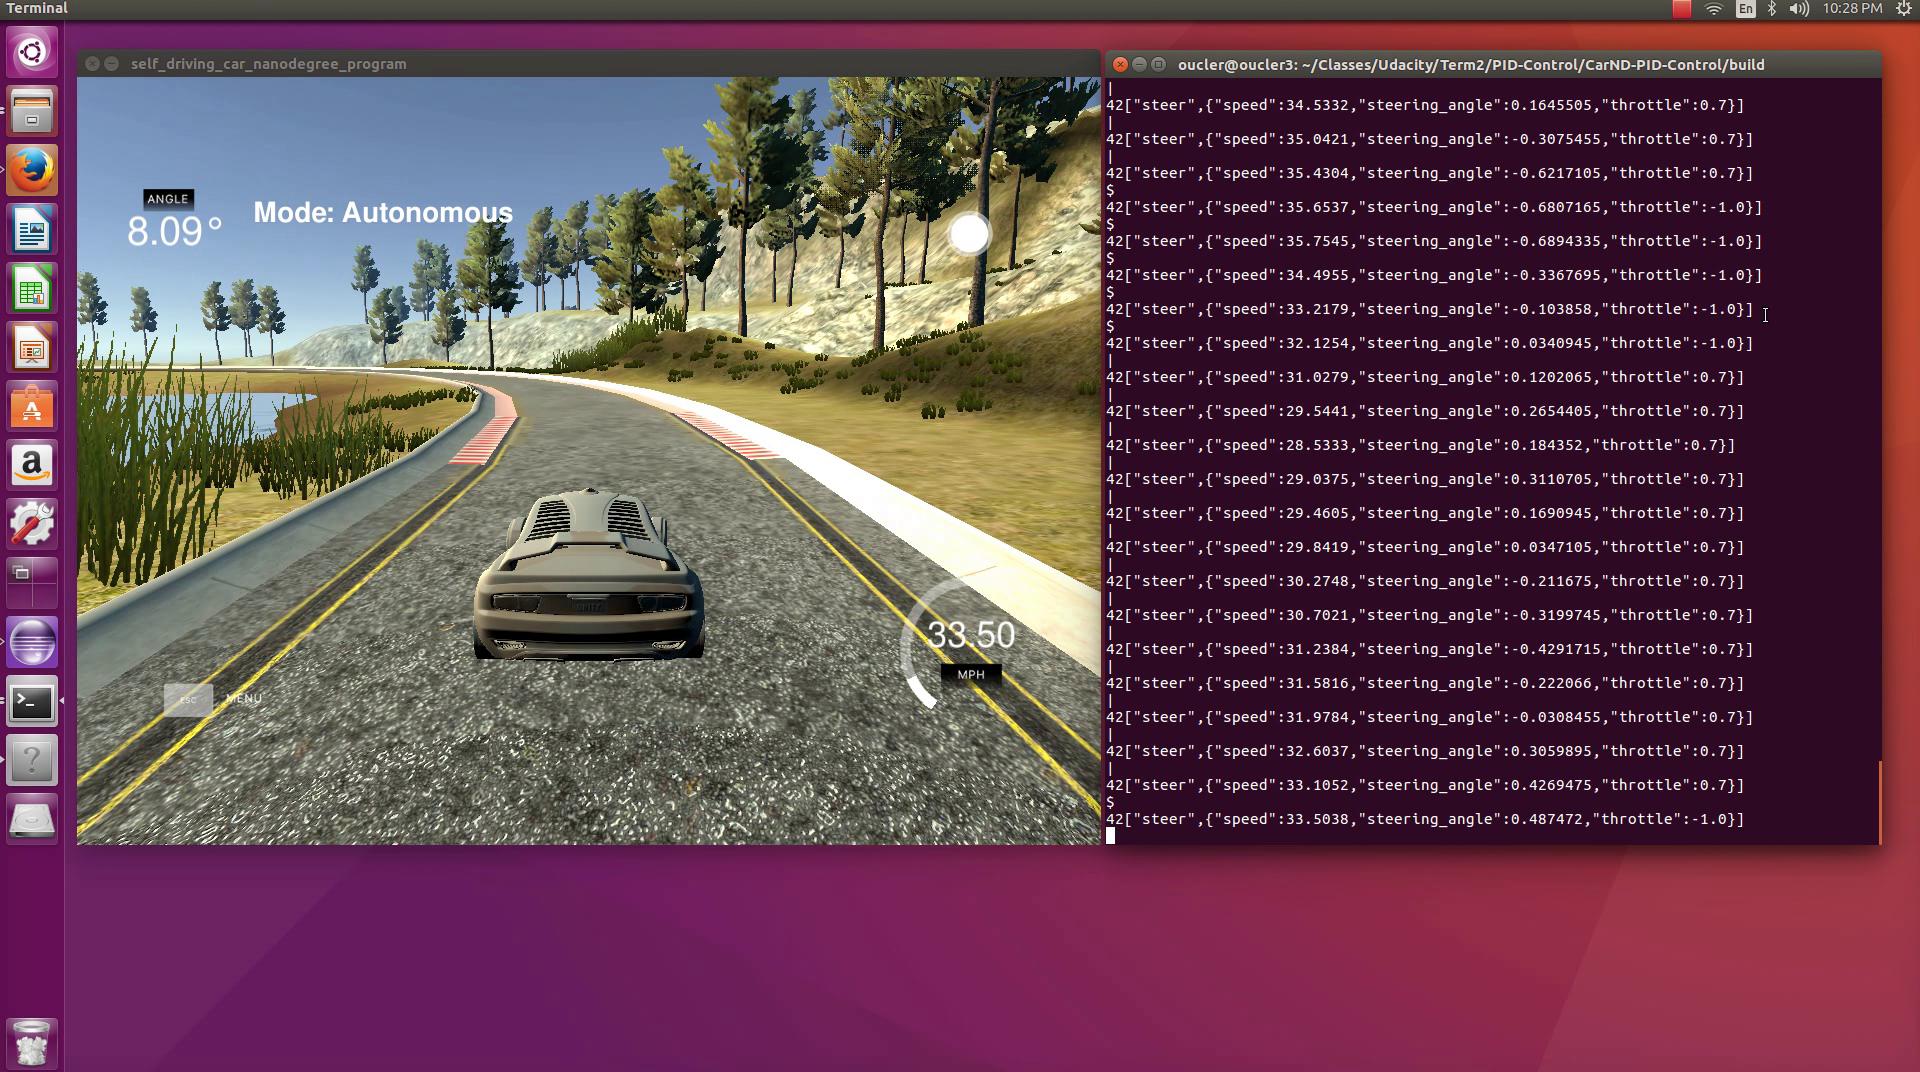 Terminal
En
10:28 PM
self_driving_car_nanodegree_program
ANGLE
8.09°
Mode: Autonomous
33.50
MPH
ESC
MENU
UNITY
oucler@oucler3: ~/Classes/Udacity/Term2/PID-Control/CarND-PID-Control/build
|
42["steer",{"speed":34.5332,"steering_angle":0.1645505,"throttle":0.7}]
|
42["steer",{"speed":35.0421,"steering_angle":-0.3075455,"throttle":0.7}]
|
42["steer",{"speed":35.4304,"steering_angle":-0.6217105,"throttle":0.7}]
$
42["steer",{"speed":35.6537,"steering_angle":-0.6807165,"throttle":-1.0}]
$
42["steer",{"speed":35.7545,"steering_angle":-0.6894335,"throttle":-1.0}]
$
42["steer",{"speed":34.4955,"steering_angle":-0.3367695,"throttle":-1.0}]
$
42["steer",{"speed":33.2179,"steering_angle":-0.103858,"throttle":-1.0}]
$
42["steer",{"speed":32.1254,"steering_angle":0.0340945,"throttle":-1.0}]
|
42["steer",{"speed":31.0279,"steering_angle":0.1202065,"throttle":0.7}]
|
42["steer",{"speed":29.5441,"steering_angle":0.2654405,"throttle":0.7}]
|
42["steer",{"speed":28.5333,"steering_angle":0.184352,"throttle":0.7}]
|
42["steer",{"speed":29.0375,"steering_angle":0.3110705,"throttle":0.7}]
|
42["steer",{"speed":29.4605,"steering_angle":0.1690945,"throttle":0.7}]
|
42["steer",{"speed":29.8419,"steering_angle":0.0347105,"throttle":0.7}]
|
42["steer",{"speed":30.2748,"steering_angle":-0.211675,"throttle":0.7}]
|
42["steer",{"speed":30.7021,"steering_angle":-0.3199745,"throttle":0.7}]
|
42["steer",{"speed":31.2384,"steering_angle":-0.4291715,"throttle":0.7}]
|
42["steer",{"speed":31.5816,"steering_angle":-0.222066,"throttle":0.7}]
|
42["steer",{"speed":31.9784,"steering_angle":-0.0308455,"throttle":0.7}]
|
42["steer",{"speed":32.6037,"steering_angle":0.3059895,"throttle":0.7}]
|
42["steer",{"speed":33.1052,"steering_angle":0.4269475,"throttle":0.7}]
$
42["steer",{"speed":33.5038,"steering_angle":0.487472,"throttle":-1.0}]